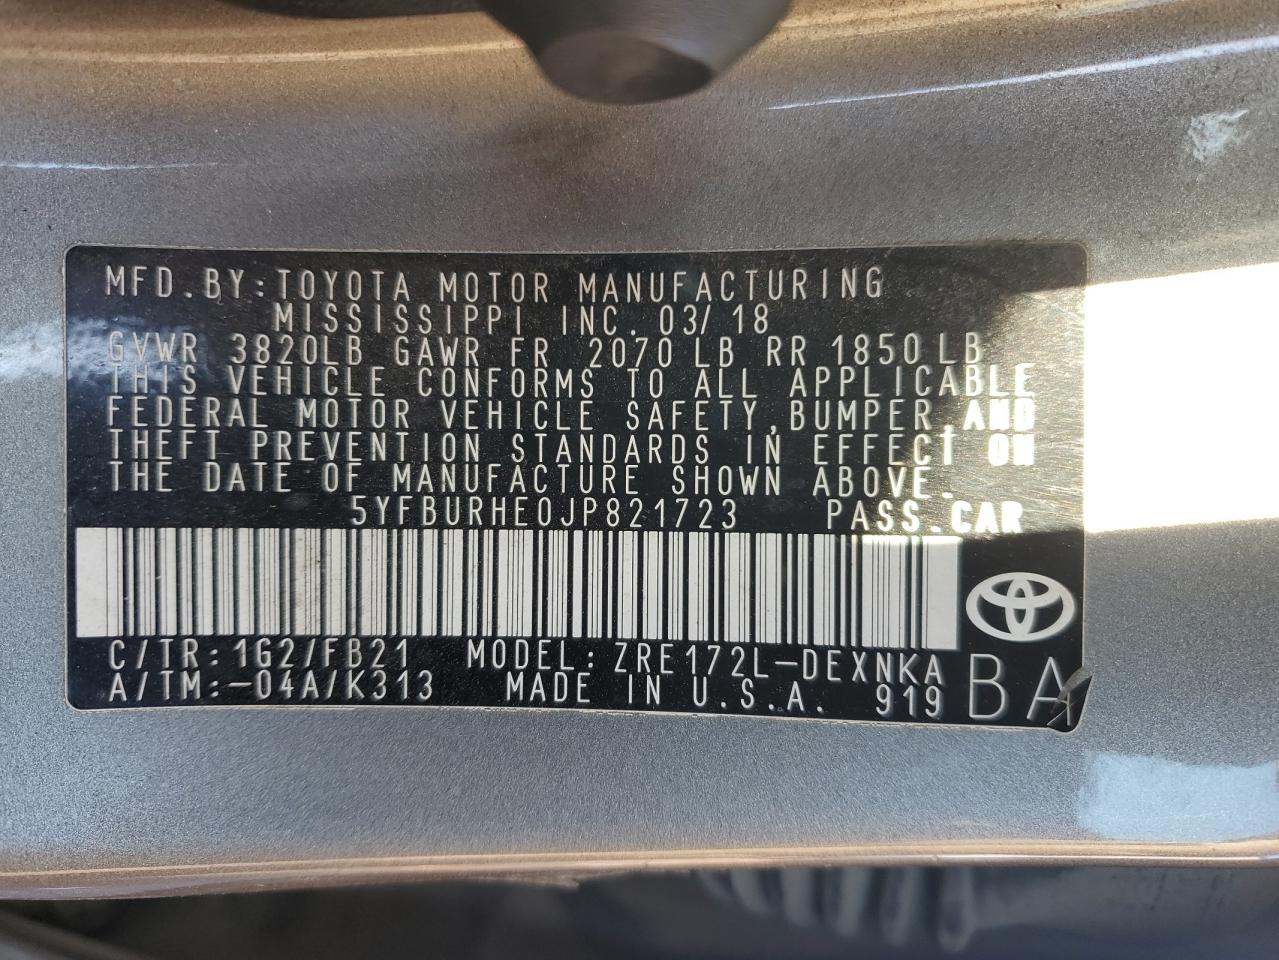 MFD.BY:TOYOTA MOTOR MANUFACTURING
MISSISSIPPI INC. 03/18
GVWR 3820LB GAWR FR 2070LB RR 1850LB
THIS VEHICLE CONFORMS TO ALL APPLICABLE
FEDERAL MOTOR VEHICLE SAFETY,BUMPER,AND
THEFT PREVENTION STANDARDS IN EFFECT ON
THE DATE OF MANUFACTURE SHOWN ABOVE.
5YFBURHE0JP821723 PASS.CAR
C/TR:1G2/FB21 MODEL:ZRE172L-DEXNKA
A/TM:-04A/K313 MADE IN U.S.A. 919 BA